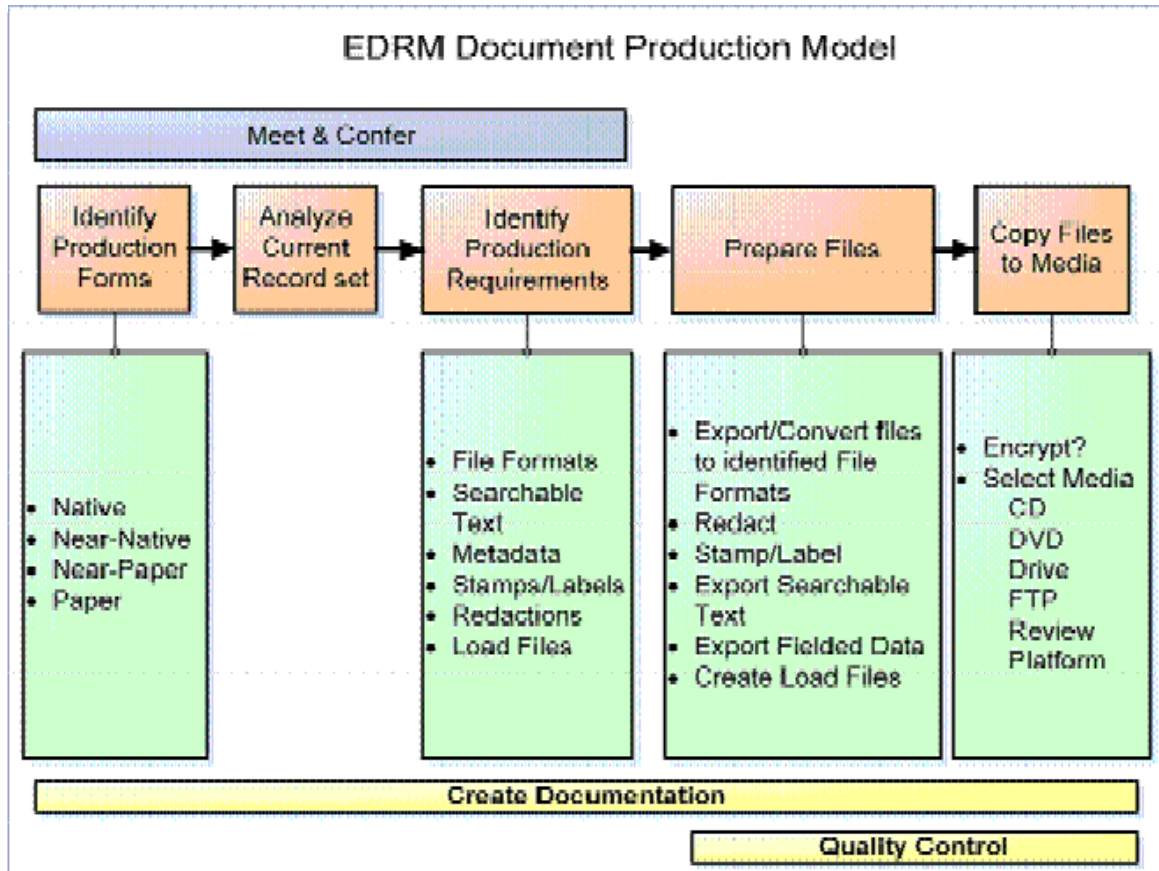 EDRM Document Production Model
Meet & Confer
Identify
Production
Forms
Analyze
Current
Record set
Identify
Production
Requirements
Prepare Files
Copy Files
to Media
• Native
• Near-Native
• Near-Paper
• Paper
• File Formats
• Searchable
Text
• Metadata
• Stamps/Labels
• Redactions
• Load Files
• Export/Convert files
to identified File
Formats
• Redact
• Stamp/Label
• Export Searchable
Text
• Export Fielded Data
• Create Load Files
• Encrypt?
• Select Media
CD
DVD
Drive
FTP
Review
Platform
Create Documentation
Quality Control